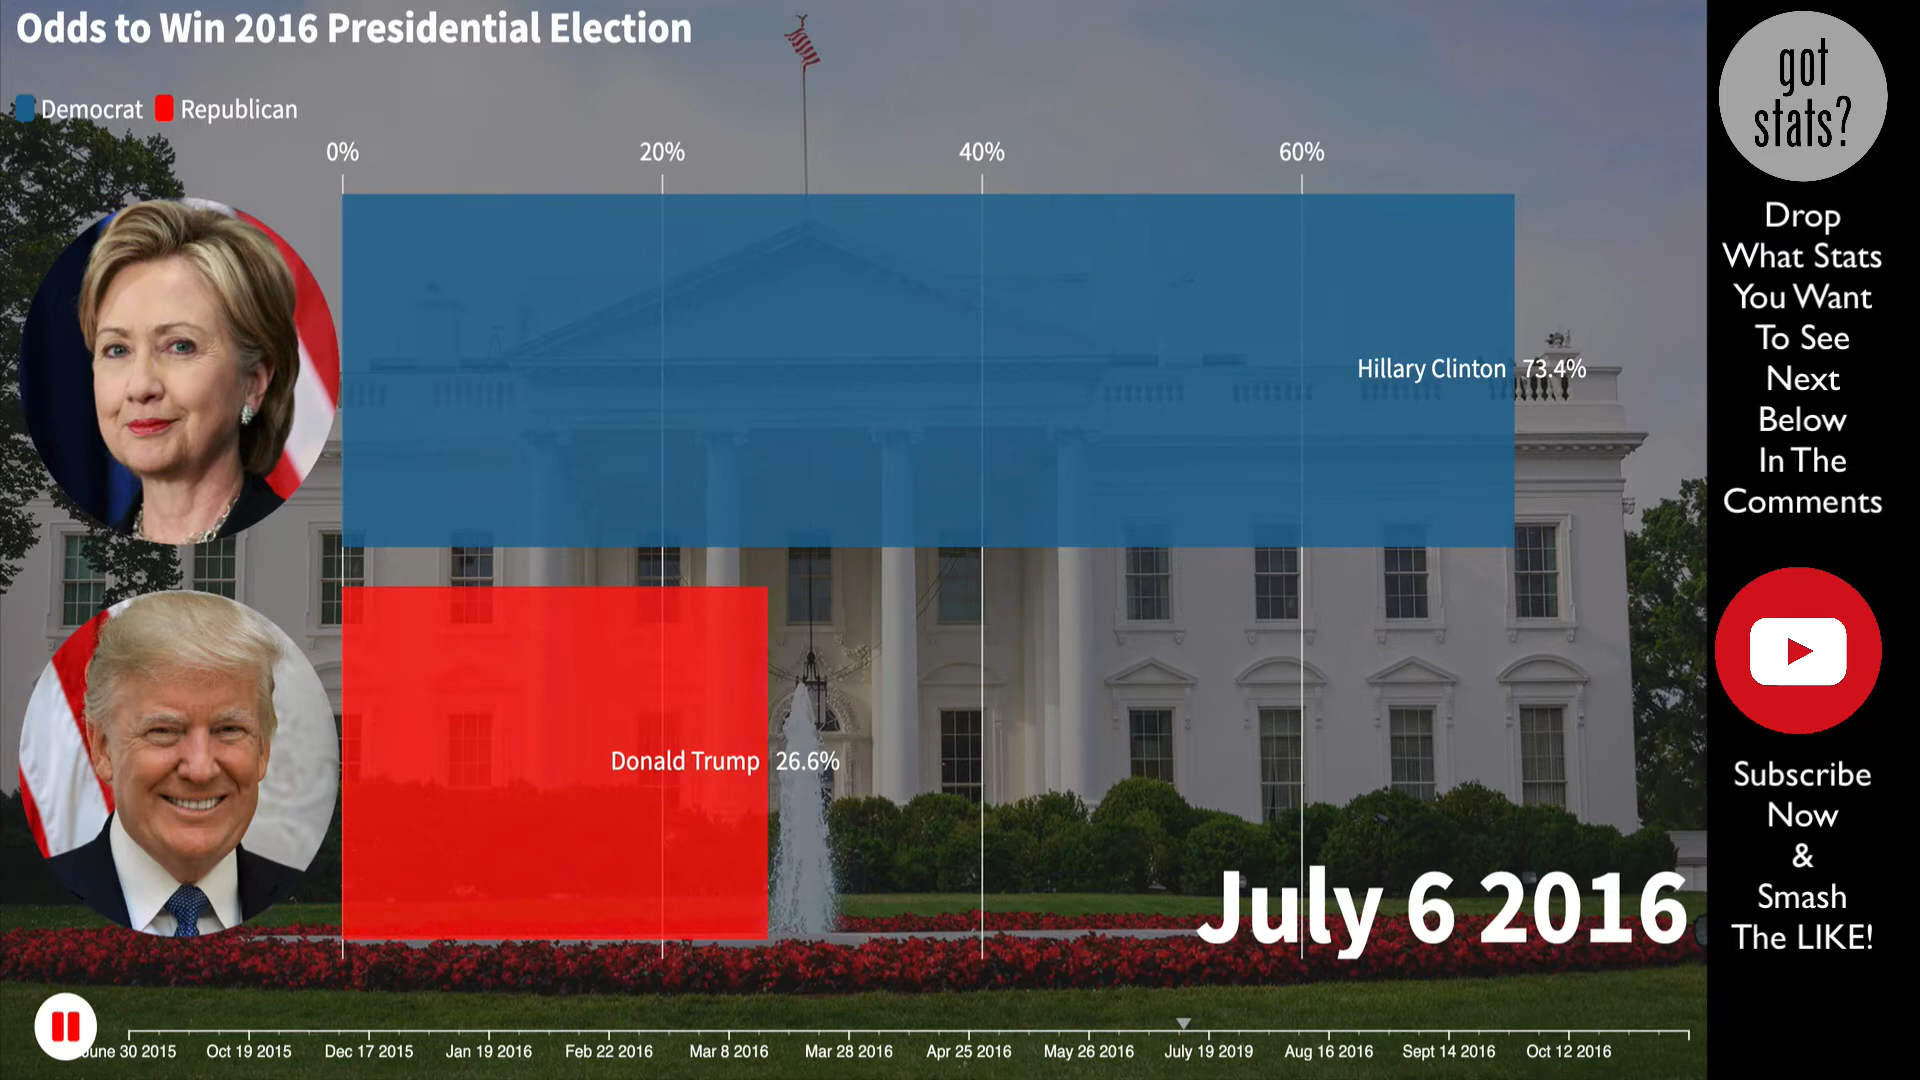 Odds to Win 2016 Presidential Election
Democrat Republican
0% 20% 40% 60%
Hillary Clinton 73.4%
Donald Trump 26.6%
July 6 2016
June 30 2015 Oct 19 2015 Dec 17 2015 Jan 19 2016 Feb 22 2016 Mar 8 2016 Mar 28 2016 Apr 25 2016 May 26 2016 July 19 2019 Aug 16 2016 Sept 14 2016 Oct 12 2016
got
stats?
Drop
What Stats
You Want
To See
Next
Below
In The
Comments
Subscribe
Now
&
Smash
The LIKE!